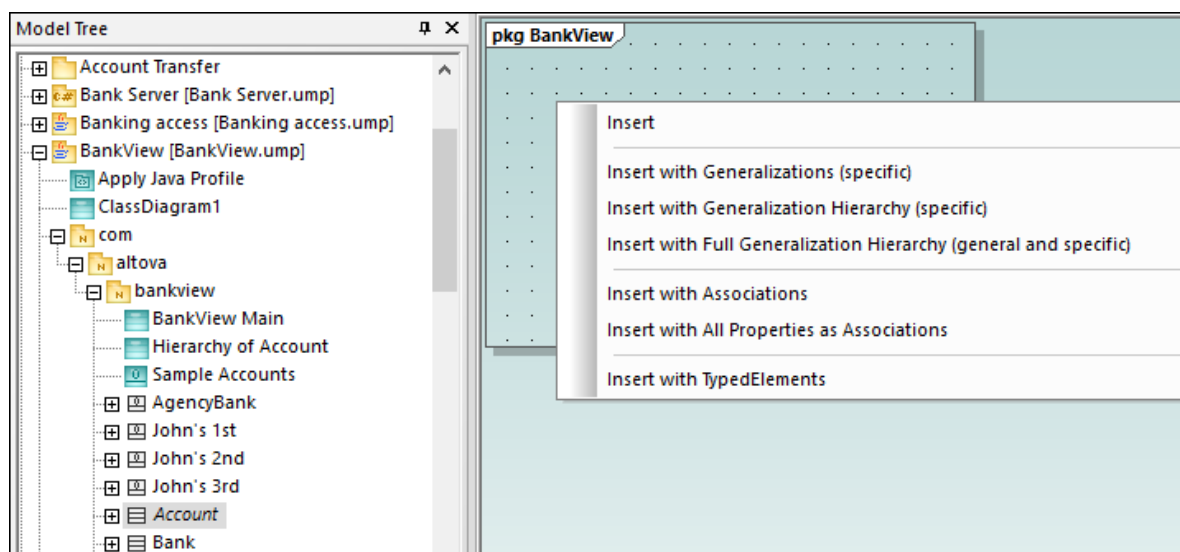 Model Tree
Account Transfer
Bank Server [Bank Server.ump]
Banking access [Banking access.ump]
BankView [BankView.ump]
Apply Java Profile
ClassDiagram1
com
altova
bankview
BankView Main
Hierarchy of Account
Sample Accounts
AgencyBank
John's 1st
John's 2nd
John's 3rd
Account
Bank
pkg BankView
Insert
Insert with Generalizations (specific)
Insert with Generalization Hierarchy (specific)
Insert with Full Generalization Hierarchy (general and specific)
Insert with Associations
Insert with All Properties as Associations
Insert with TypedElements